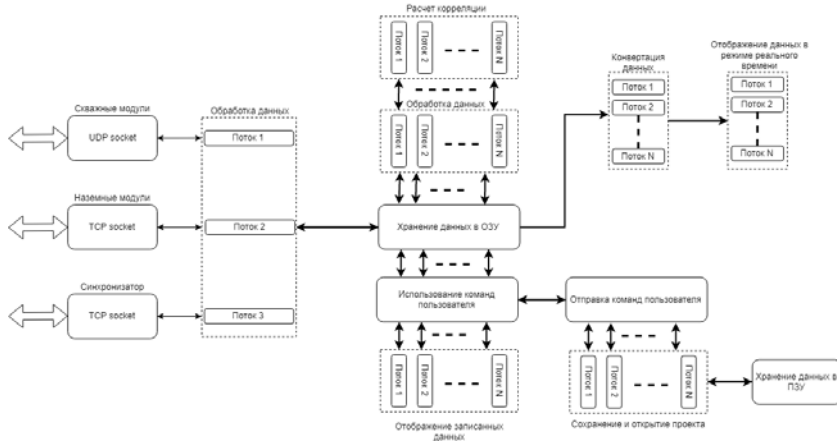 Расчет корреляции
Поток 1
Поток 2
Поток N
Обработка данных
Поток 1
Поток 2
Поток N
Конвертация
данных
Поток 1
Поток 2
Поток N
Отображение данных в
режиме реального
времени
Поток 1
Поток 2
Поток N
Скважные модули
UDP socket
Наземные модули
TCP socket
Синхронизатор
TCP socket
Обработка данных
Поток 1
Поток 2
Поток 3
Хранение данных в ОЗУ
Использование команд
пользователя
Отправка команд пользователя
Поток 1
Поток 2
Поток N
Отображение записанных
данных
Поток 1
Поток 2
Поток N
Сохранение и открытие проекта
Хранение данных в
ПЗУ